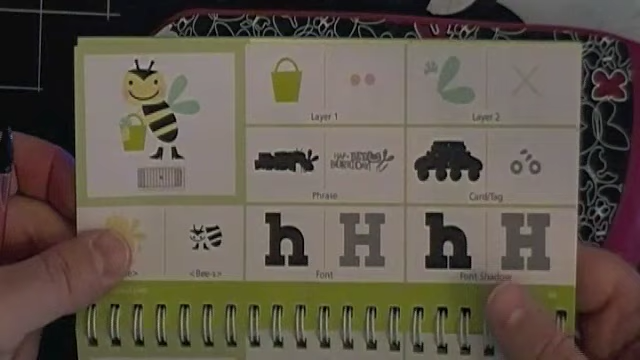 Layer 1
Layer 2
Phrase
Card/Tag
<Bee-s>
Font
Font Shadow
h H
h H